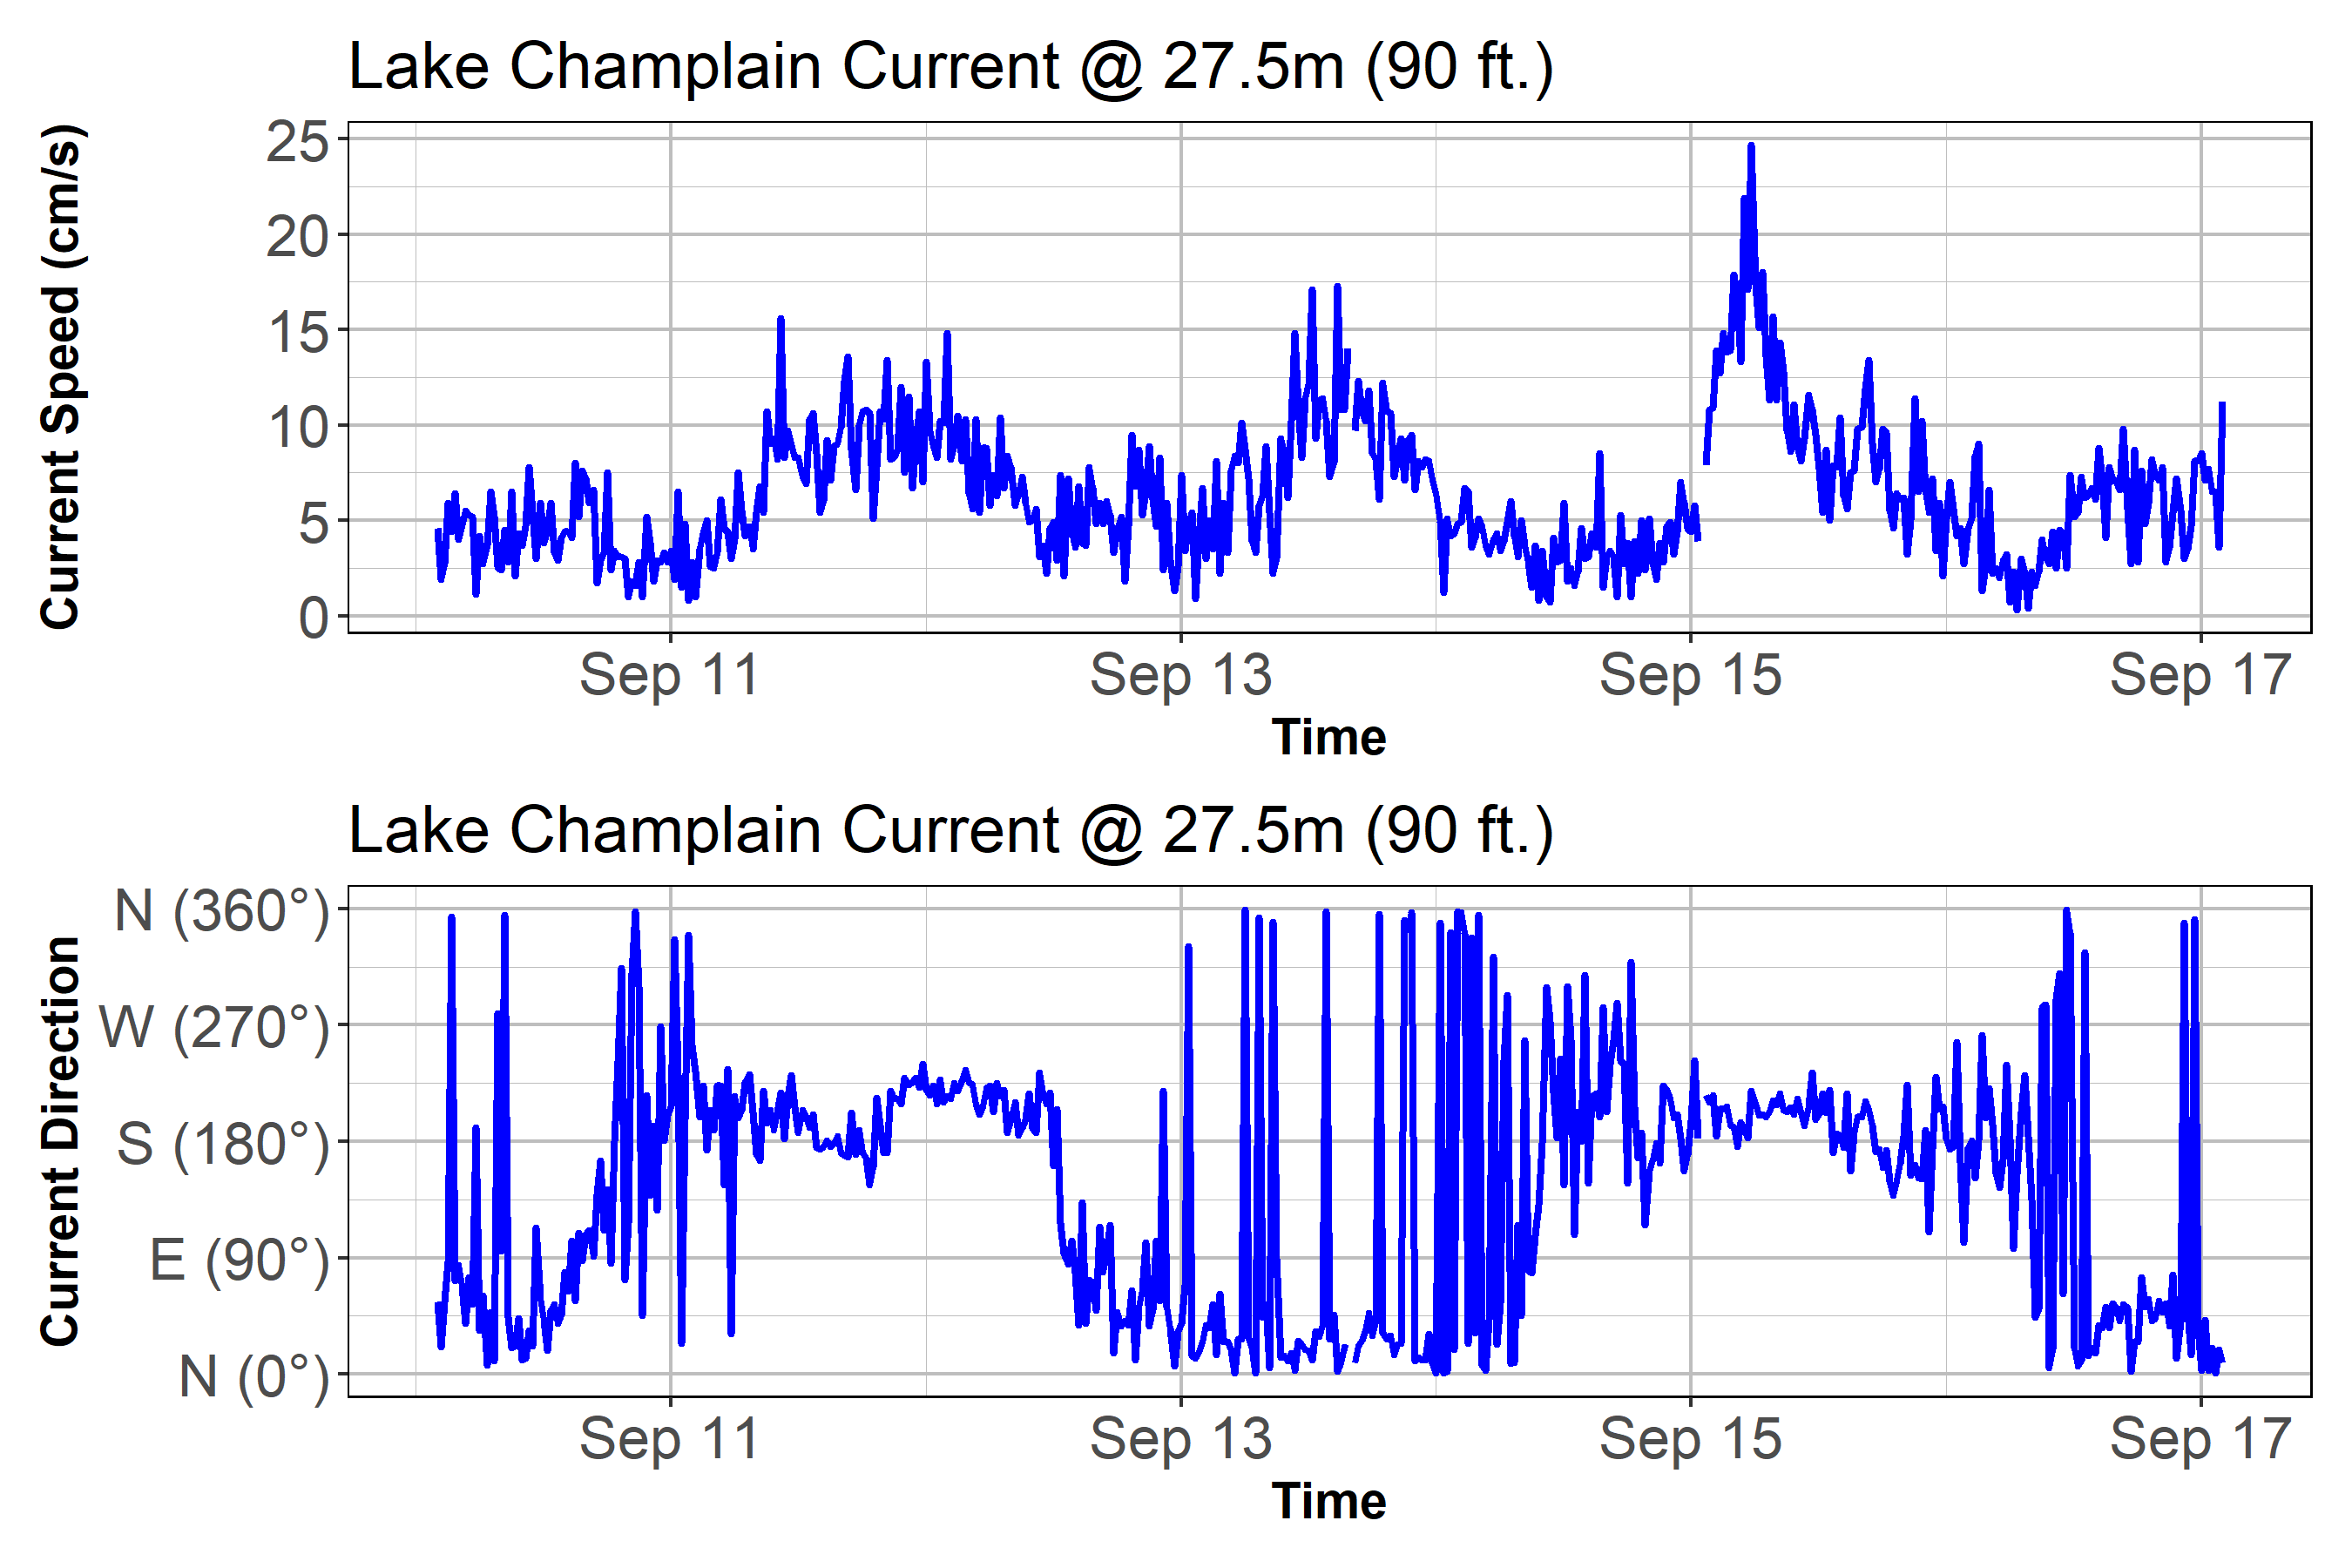 Lake Champlain Current @ 27.5m (90 ft.)
Current Speed (cm/s)
25
20
15
10
5
0
Sep 11 Sep 13 Sep 15 Sep 17
Time
Lake Champlain Current @ 27.5m (90 ft.)
Current Direction
N (360°)
W (270°)
S (180°)
E (90°)
N (0°)
Sep 11 Sep 13 Sep 15 Sep 17
Time